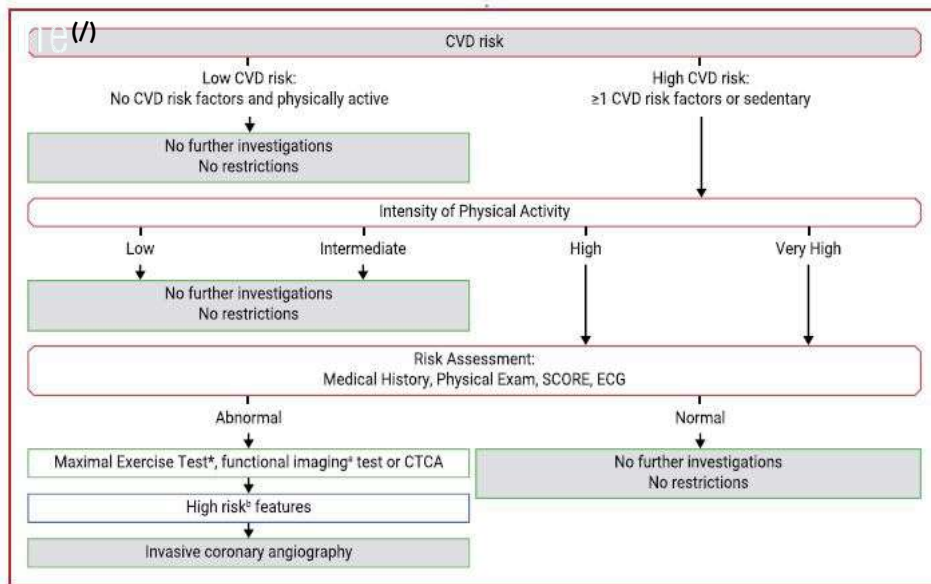 (/)
CVD risk
Low CVD risk:
No CVD risk factors and physically active
High CVD risk:
≥1 CVD risk factors or sedentary
No further investigations
No restrictions
Intensity of Physical Activity
Low
Intermediate
High
Very High
No further investigations
No restrictions
Risk Assessment:
Medical History, Physical Exam, SCORE, ECG
Abnormal
Normal
Maximal Exercise Test*, functional imagingᵃ test or CTCA
No further investigations
No restrictions
High riskᵇ features
Invasive coronary angiography